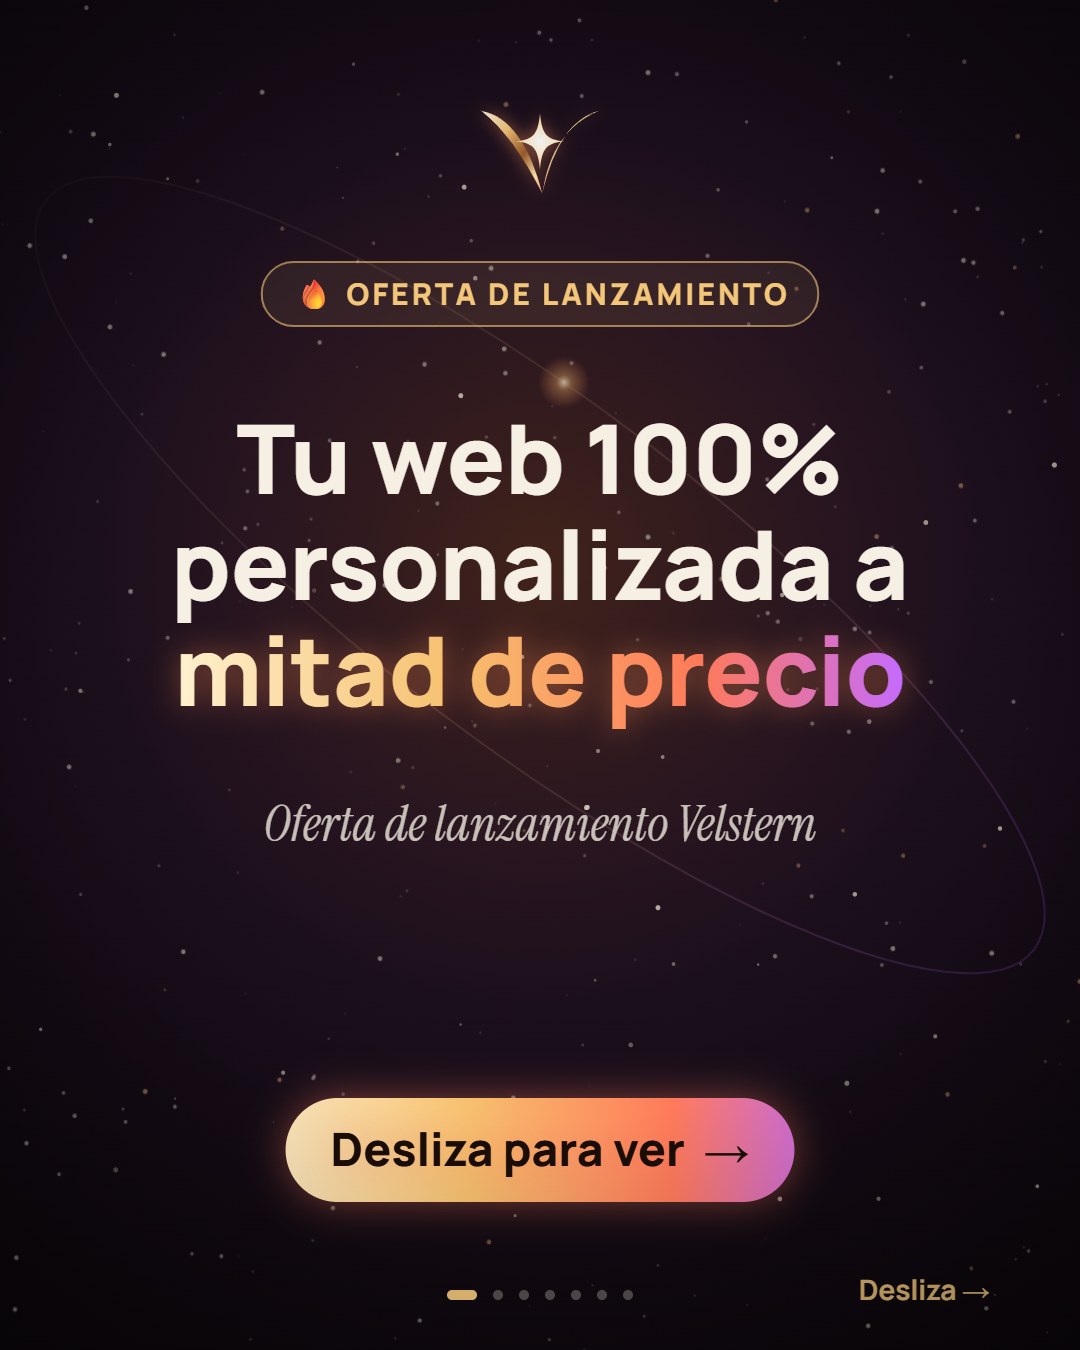 🔥 OFERTA DE LANZAMIENTO
Tu web 100%
personalizada a
mitad de precio
Oferta de lanzamiento Velstern
Desliza para ver →
Desliza →